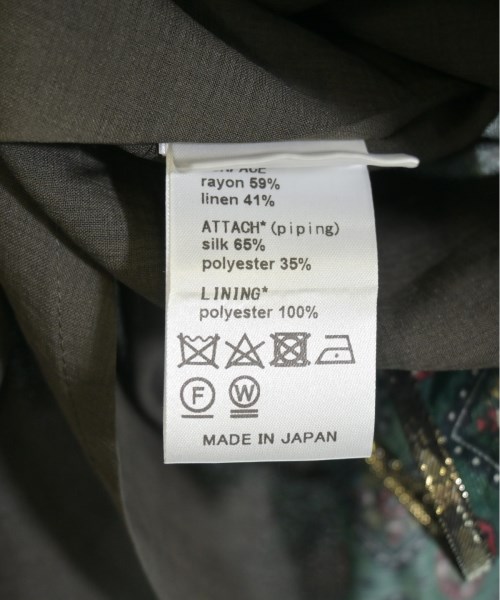 rayon 59%
linen 41%
ATTACH* (piping)
silk 65%
polyester 35%
LINING*
polyester 100%
F W
MADE IN JAPAN